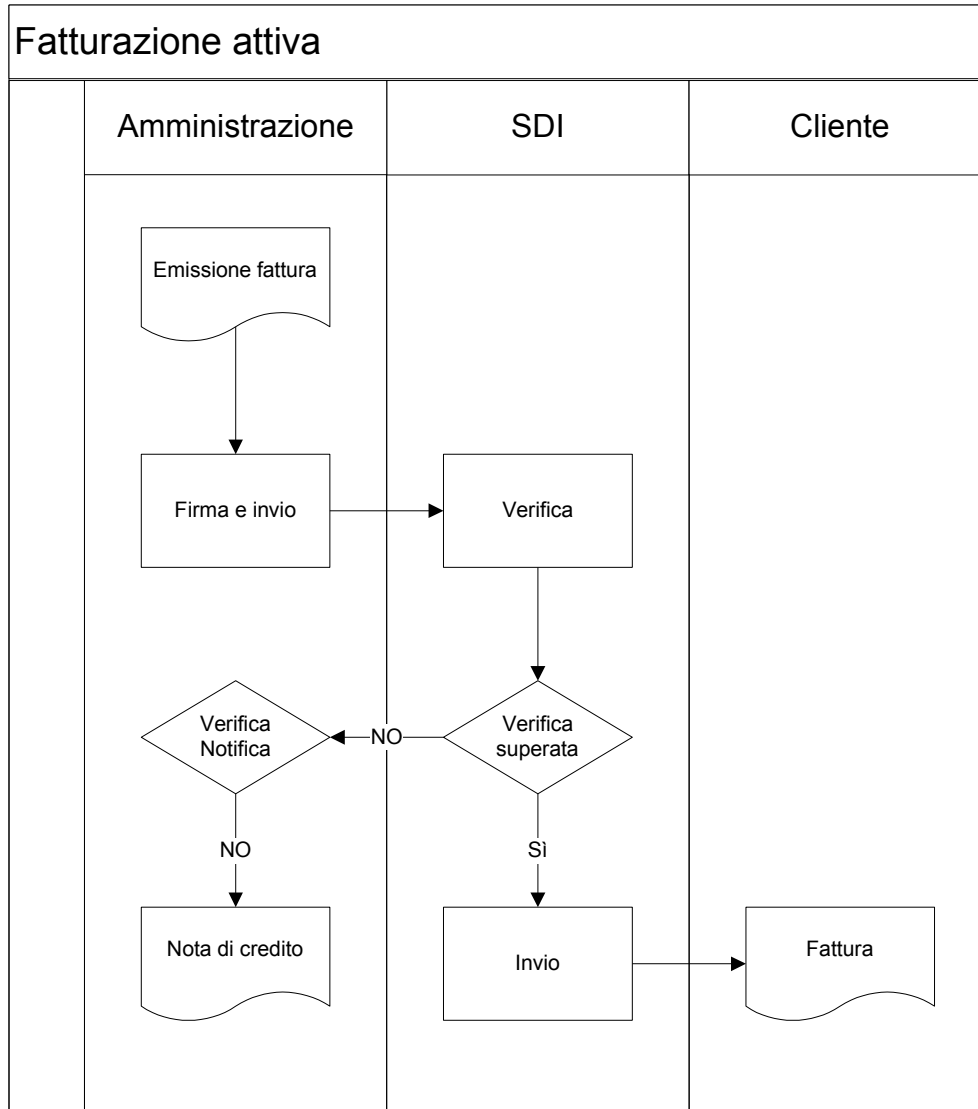 Fatturazione attiva
Amministrazione
SDI
Cliente
Emissione fattura
Firma e invio
Verifica
Verifica
Notifica
NO
Verifica
superata
NO
Sì
Nota di credito
Invio
Fattura